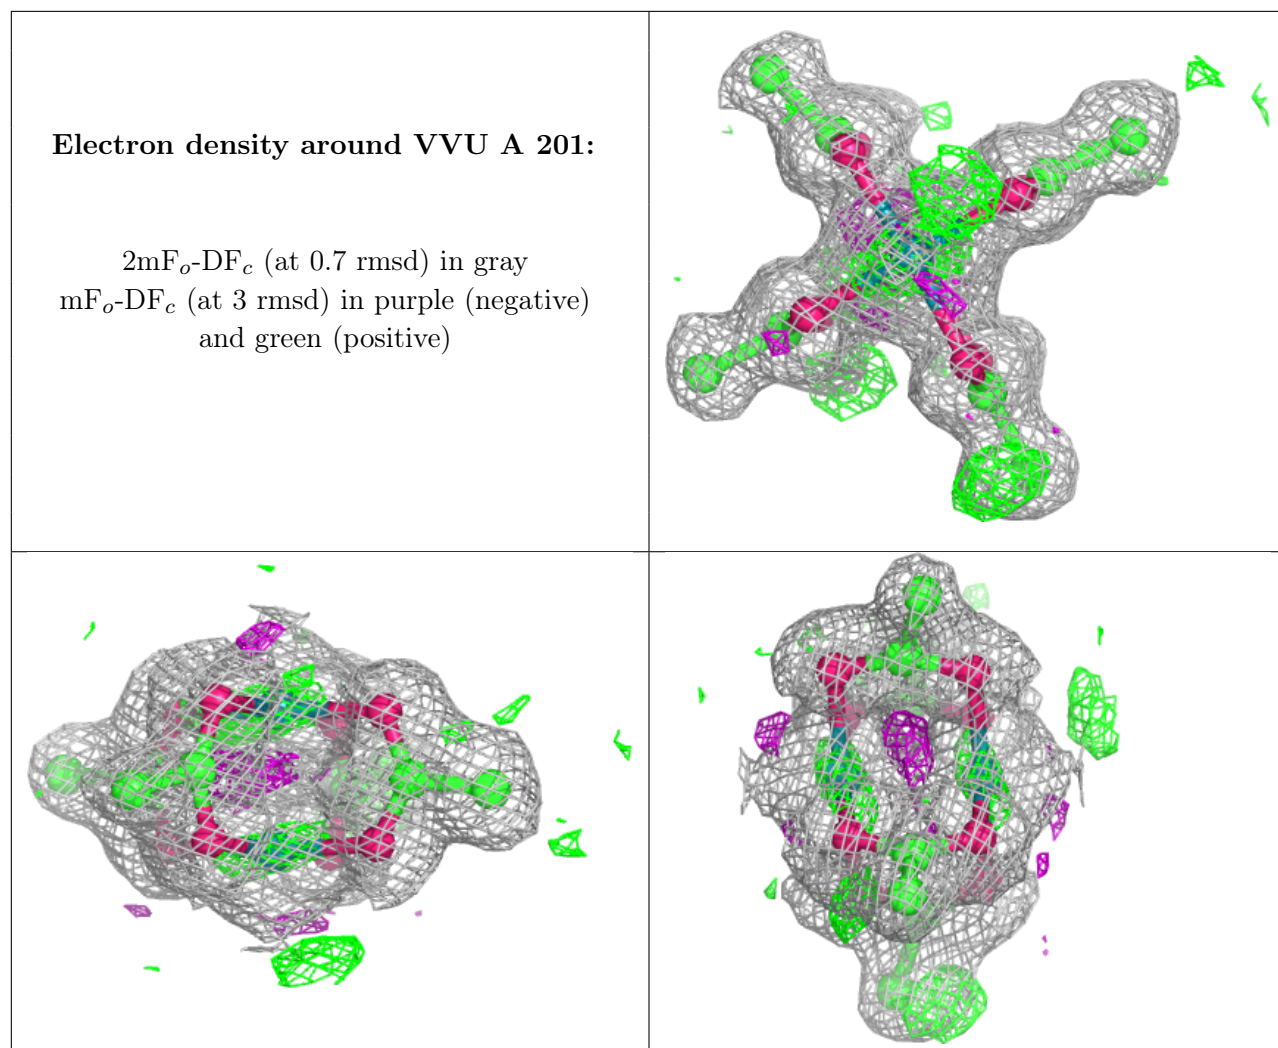 Electron density around VVU A 201:
2mFₒ-DF𝒸 (at 0.7 rmsd) in gray
mFₒ-DF𝒸 (at 3 rmsd) in purple (negative)
and green (positive)